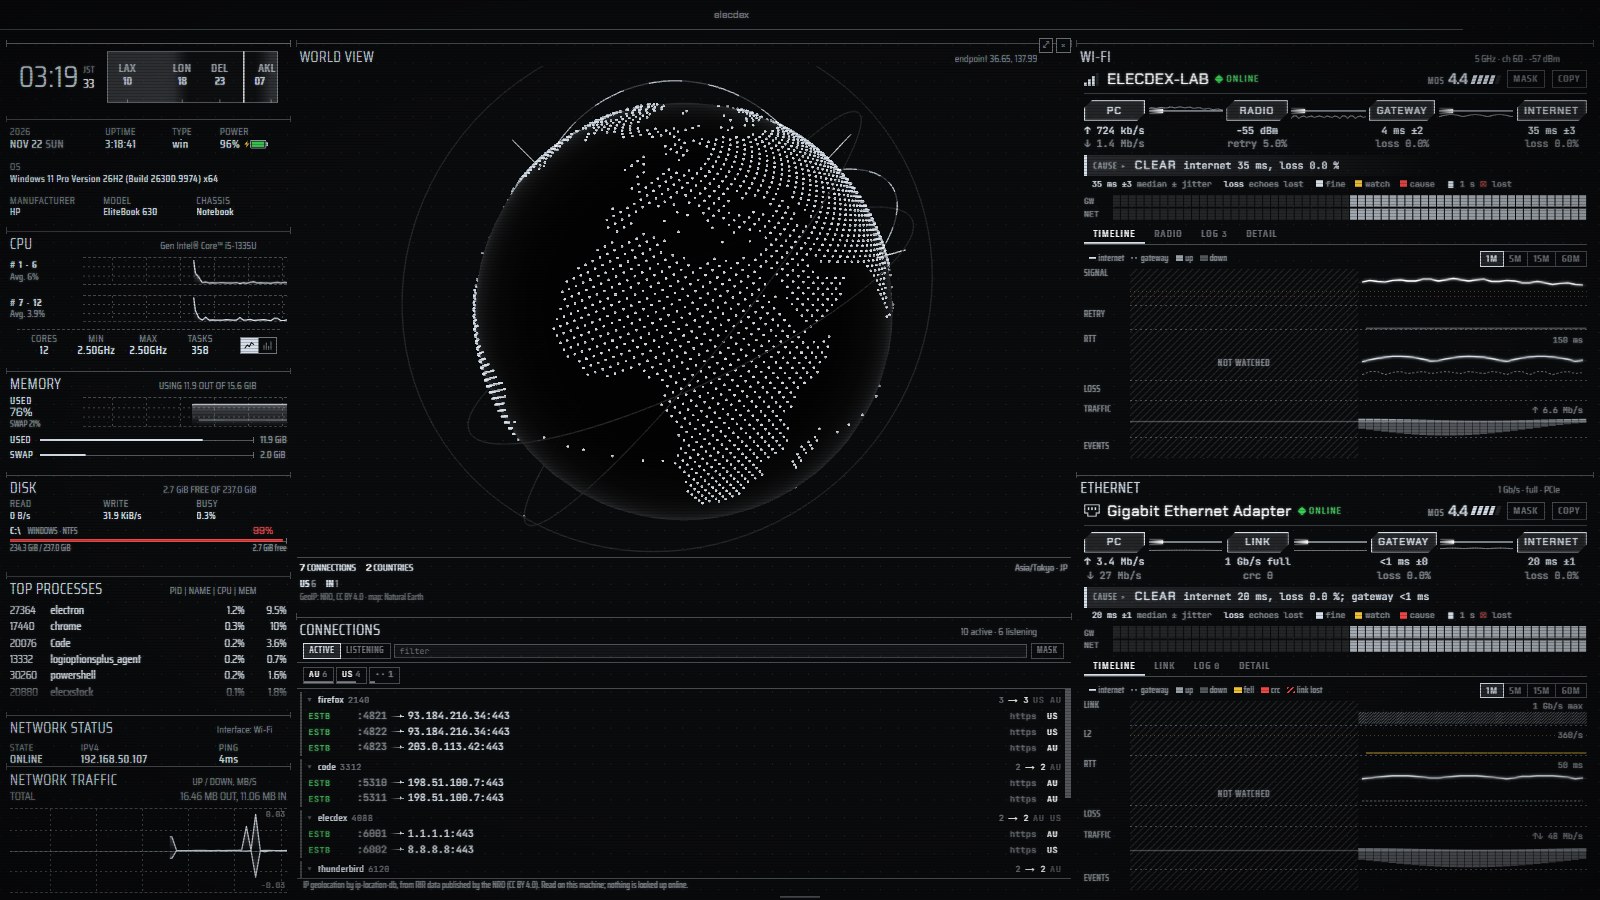 elecdex
03:19 JST 33
LAX LON DEL AKL
10 18 23 07
2026 UPTIME TYPE POWER
NOV 22 SUN 3:18:41 win 96%
OS
Windows 11 Pro Version 26H2 (Build 26300.9974) x64
MANUFACTURER MODEL CHASSIS
HP EliteBook 630 Notebook
CPU Gen Intel® Core™ i5-1335U
# 1 - 6
Avg. 6%
# 7 - 12
Avg. 3.9%
CORES MIN MAX TASKS
12 2.50GHz 2.50GHz 358
MEMORY USING 11.9 OUT OF 15.6 GIB
USED
76%
SWAP 21%
USED 11.9 GiB
SWAP 2.0 GiB
DISK 2.7 GiB FREE OF 237.0 GiB
READ WRITE BUSY
0 B/s 31.9 KiB/s 0.3%
C:\ WINDOWS · NTFS 99%
234.3 GiB / 237.0 GiB 2.7 GiB free
TOP PROCESSES PID | NAME | CPU | MEM
27364 electron 1.2% 9.5%
17440 chrome 0.3% 10%
20076 Code 0.2% 3.6%
13332 logioptionsplus_agent 0.2% 0.7%
30260 powershell 0.2% 1.6%
20880 elecxstock 0.1% 1.8%
NETWORK STATUS Interface: Wi-Fi
STATE IPV4 PING
ONLINE 192.168.50.107 4ms
NETWORK TRAFFIC UP / DOWN, MB/S
TOTAL 16.46 MB OUT, 11.06 MB IN
0.03
-0.03
WORLD VIEW endpoint 36.65, 137.99
7 CONNECTIONS 2 COUNTRIES Asia/Tokyo · JP
US 6 IN 1
GeoIP: NRO, CC BY 4.0 · map: Natural Earth
CONNECTIONS 10 active · 6 listening
ACTIVE LISTENING filter MASK
AU 6 US 4 ·· 1
firefox 2140 3 → 3 US AU
ESTB :4821 → 93.184.216.34:443 https US
ESTB :4822 → 93.184.216.34:443 https US
ESTB :4823 → 203.0.113.42:443 https AU
code 3312 2 → 2 AU
ESTB :5310 → 198.51.100.7:443 https AU
ESTB :5311 → 198.51.100.7:443 https AU
elecdex 4088 2 → 2 AU US
ESTB :6001 → 1.1.1.1:443 https AU
ESTB :6002 → 8.8.8.8:443 https US
thunderbird 6120 2 → 2 AU
IP geolocation by ip-location-db, from RIR data published by the NRO (CC BY 4.0). Read on this machine; nothing is looked up online.
WI-FI 5 GHz · ch 60 · -57 dBm
ELECDEX-LAB ONLINE MOS 4.4 MASK COPY
PC RADIO GATEWAY INTERNET
↑ 724 kb/s -55 dBm 4 ms ±2 35 ms ±3
↓ 1.4 Mb/s retry 5.0% loss 0.0% loss 0.0%
CAUSE ▸ CLEAR internet 35 ms, loss 0.0 %
35 ms ±3 median ± jitter loss echoes lost fine watch cause 1 s lost
GW
NET
TIMELINE RADIO LOG 3 DETAIL
internet gateway up down 1M 5M 15M 60M
SIGNAL
RETRY
RTT 150 ms
NOT WATCHED
LOSS
TRAFFIC ↑ 6.6 Mb/s
EVENTS
ETHERNET 1 Gb/s · full · PCIe
Gigabit Ethernet Adapter ONLINE MOS 4.4 MASK COPY
PC LINK GATEWAY INTERNET
↑ 3.4 Mb/s 1 Gb/s full <1 ms ±0 20 ms ±1
↓ 27 Mb/s crc 0 loss 0.0% loss 0.0%
CAUSE ▸ CLEAR internet 20 ms, loss 0.0 %; gateway <1 ms
20 ms ±1 median ± jitter loss echoes lost fine watch cause 1 s lost
GW
NET
TIMELINE LINK LOG 0 DETAIL
internet gateway up down fell crc link lost 1M 5M 15M 60M
LINK 1 Gb/s max
L2 360/s
RTT 50 ms
NOT WATCHED
LOSS
TRAFFIC ↑↓ 40 Mb/s
EVENTS